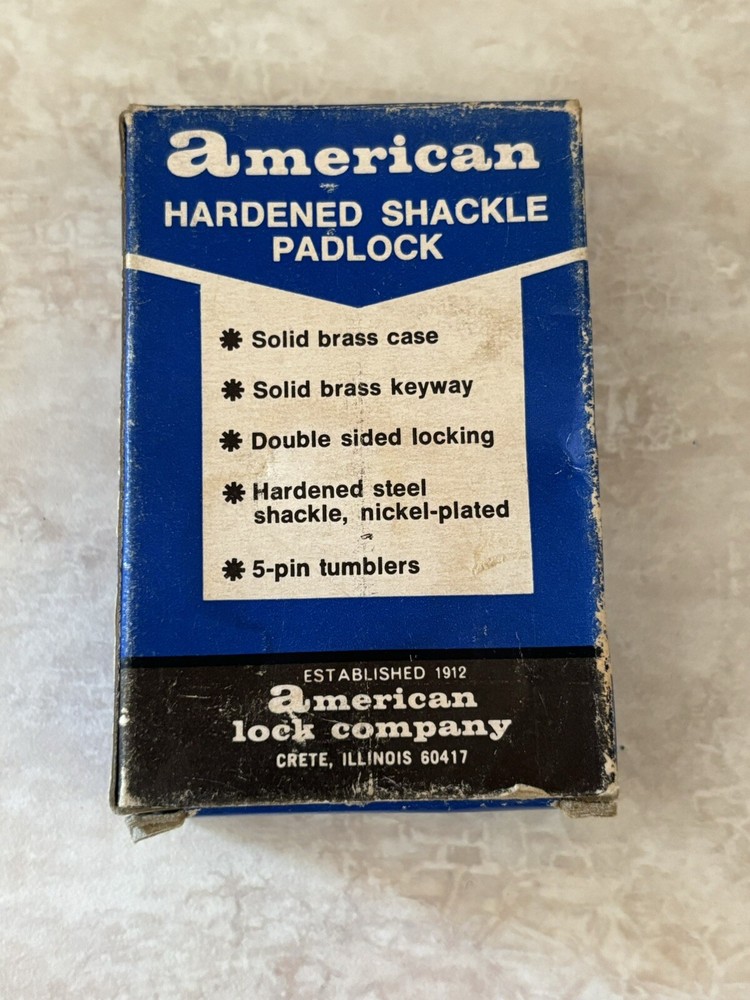 american
HARDENED SHACKLE
PADLOCK
Solid brass case
Solid brass keyway
Double sided locking
Hardened steel
shackle, nickel-plated
5-pin tumblers
ESTABLISHED 1912
american
lock company
CRETE, ILLINOIS 60417